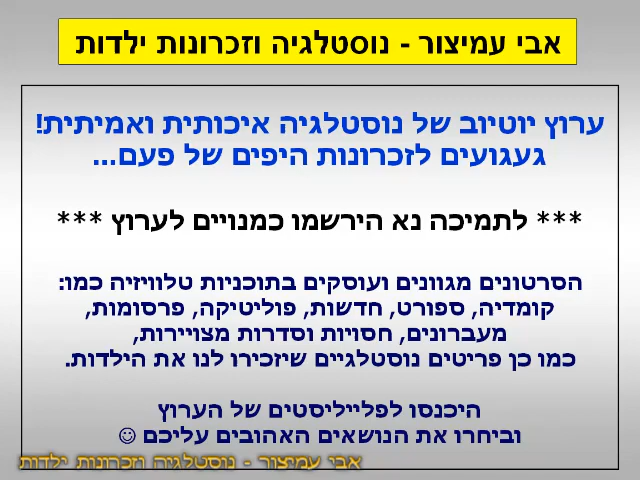 אבי עמיצור - נוסטלגיה וזכרונות ילדות
ערוץ יוטיוב של נוסטלגיה איכותית ואמיתית!
געגועים לזכרונות היפים של פעם...
*** לתמיכה נא הירשמו כמנויים לערוץ ***
הסרטונים מגוונים ועוסקים בתוכניות טלוויזיה כמו:
קומדיה, ספורט, חדשות, פוליטיקה, פרסומות,
מעברונים, חסויות וסדרות מצויירות,
כמו כן פריטים נוסטלגיים שיזכירו לנו את הילדות.
היכנסו לפלייליסטים של הערוץ
וביחרו את הנושאים האהובים עליכם ☺
אבי עמיצור - נוסטלגיה וזכרונות ילדות